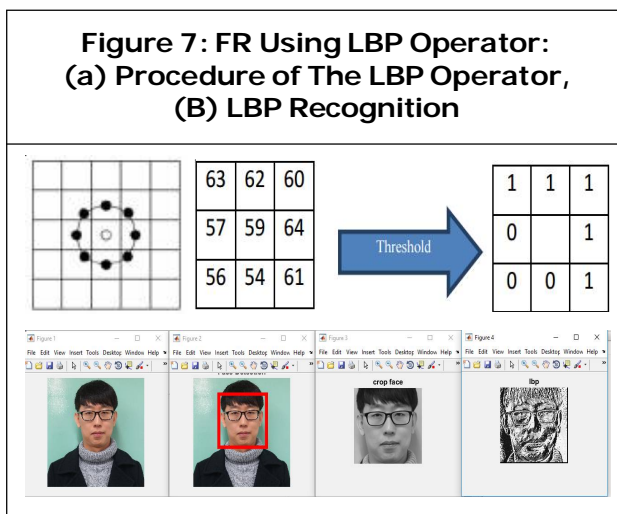 Figure 7: FR Using LBP Operator:
(a) Procedure of The LBP Operator,
(B) LBP Recognition
63 62 60
57 59 64
56 54 61
Threshold
1 1 1
0 1
0 0 1
Figure 1
File Edit View Insert Tools Desktop Window Help
Figure 2
File Edit View Insert Tools Desktop Window Help
Figure 3
File Edit View Insert Tools Desktop Window Help
crop face
Figure 4
File Edit View Insert Tools Desktop Window Help
lbp